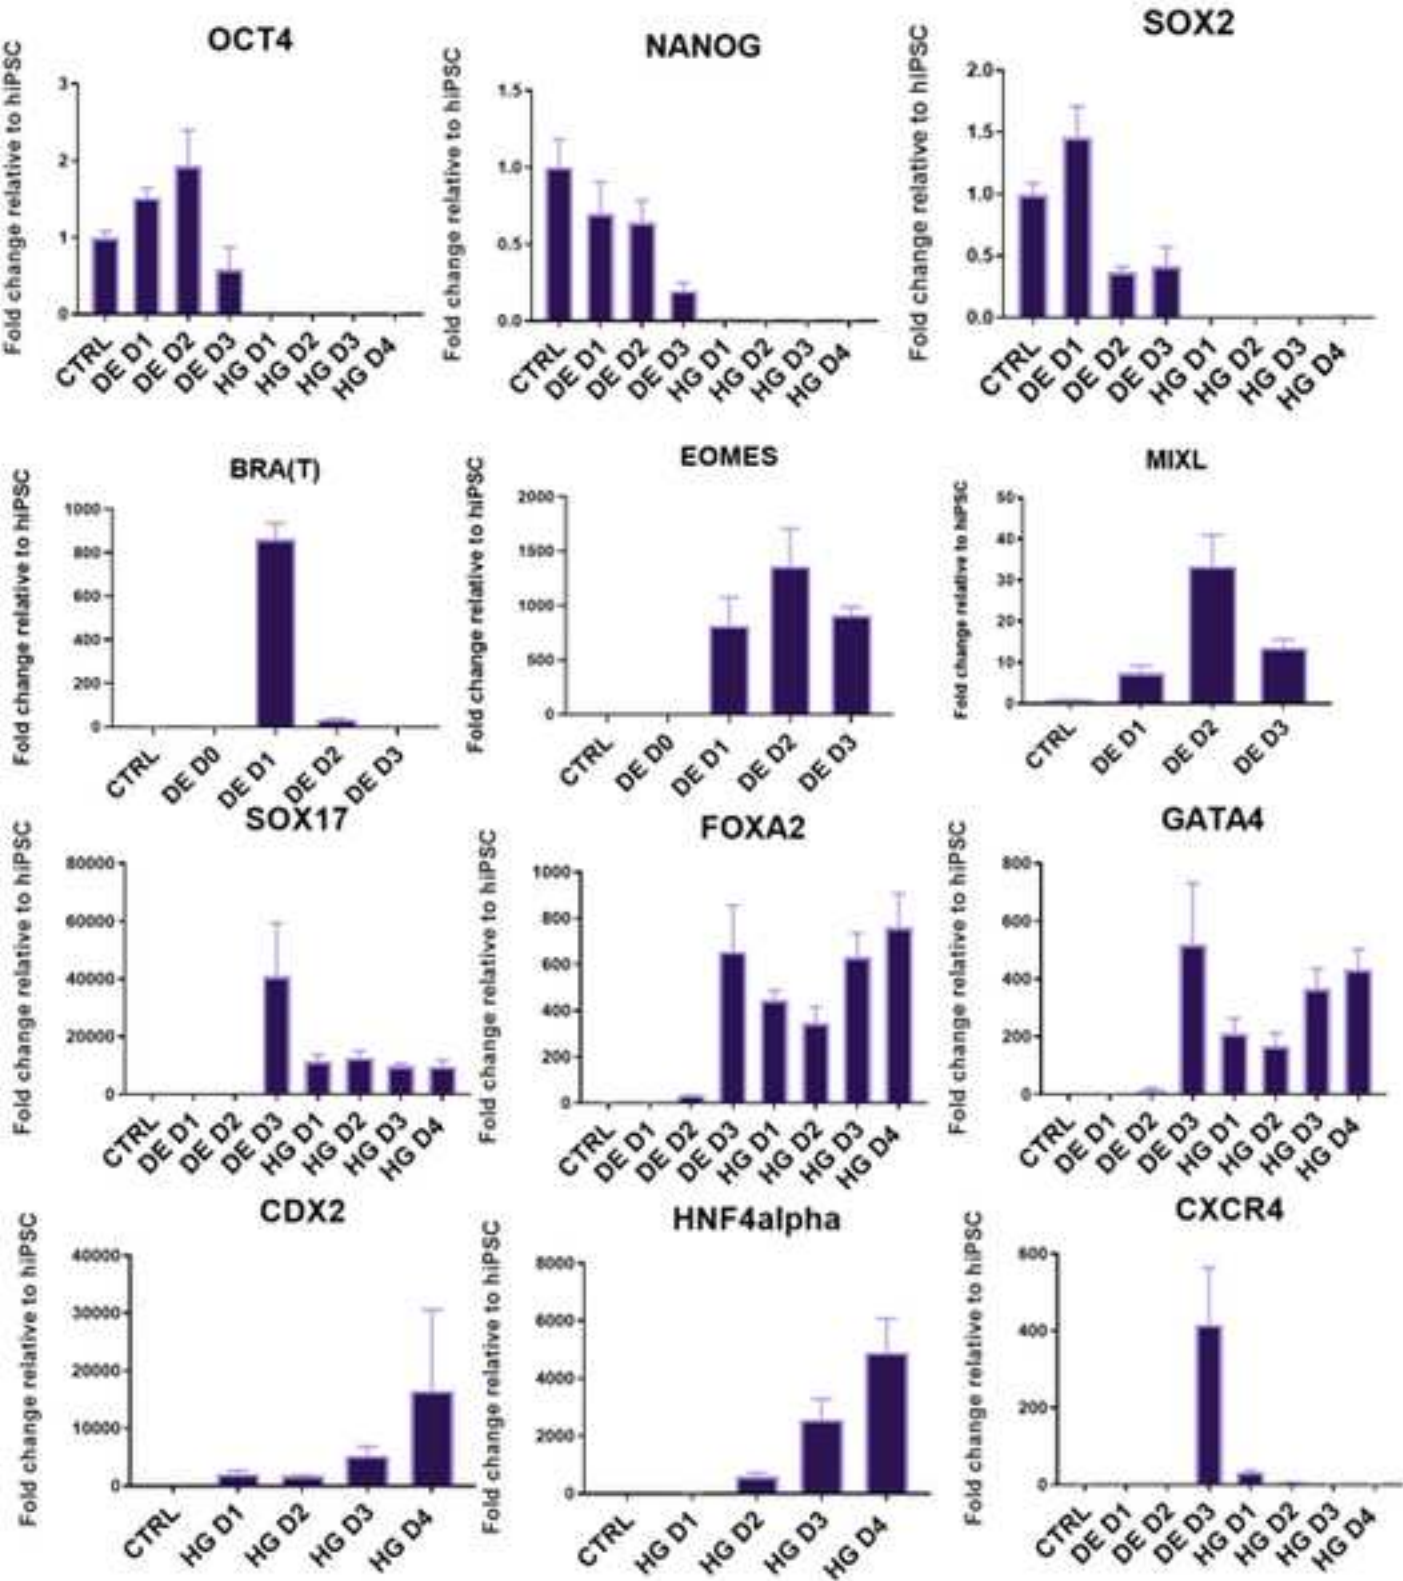 OCT4
Fold change relative to hiPSC
3
2
1
0
CTRL
DE D1
DE D2
DE D3
HG D1
HG D2
HG D3
HG D4
NANOG
Fold change relative to hiPSC
1.5
1.0
0.5
0.0
CTRL
DE D1
DE D2
DE D3
HG D1
HG D2
HG D3
HG D4
SOX2
Fold change relative to hiPSC
2.0
1.5
1.0
0.5
0.0
CTRL
DE D1
DE D2
DE D3
HG D1
HG D2
HG D3
HG D4
BRA(T)
Fold change relative to hiPSC
1000
800
600
400
200
0
CTRL
DE D0
DE D1
DE D2
DE D3
EOMES
Fold change relative to hiPSC
2000
1500
1000
500
0
CTRL
DE D0
DE D1
DE D2
DE D3
MIXL
Fold change relative to hiPSC
50
40
30
20
10
0
CTRL
DE D1
DE D2
DE D3
SOX17
Fold change relative to hiPSC
80000
60000
40000
20000
0
CTRL
DE D1
DE D2
DE D3
HG D1
HG D2
HG D3
HG D4
FOXA2
Fold change relative to hiPSC
1000
800
600
400
200
0
CTRL
DE D1
DE D2
DE D3
HG D1
HG D2
HG D3
HG D4
GATA4
Fold change relative to hiPSC
800
600
400
200
0
CTRL
DE D1
DE D2
DE D3
HG D1
HG D2
HG D3
HG D4
CDX2
Fold change relative to hiPSC
40000
30000
20000
10000
0
CTRL
HG D1
HG D2
HG D3
HG D4
HNF4alpha
Fold change relative to hiPSC
8000
6000
4000
2000
0
CTRL
HG D1
HG D2
HG D3
HG D4
CXCR4
Fold change relative to hiPSC
600
400
200
0
CTRL
DE D1
DE D2
DE D3
HG D1
HG D2
HG D3
HG D4